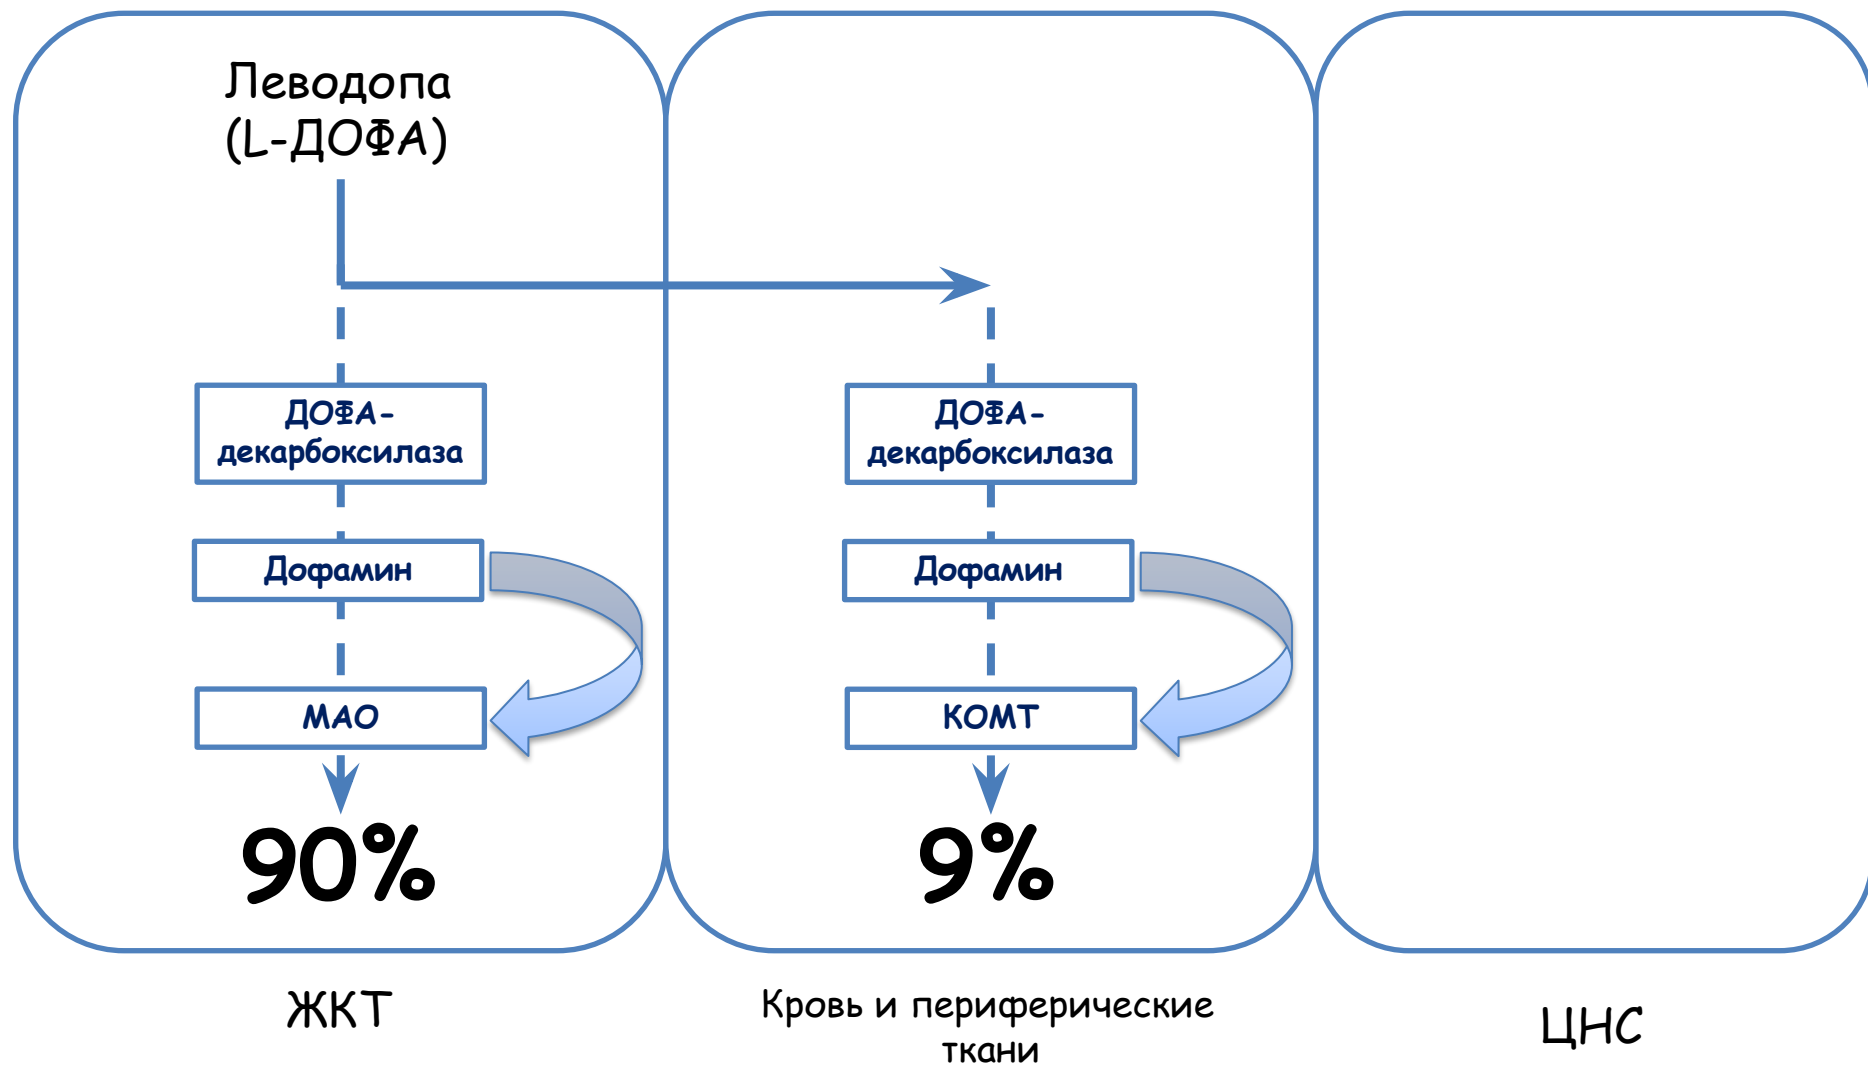 Леводопа
(L-ДОФА)
ДОФА-
декарбоксилаза
Дофамин
МАО
90%
ЖКТ
ДОФА-
декарбоксилаза
Дофамин
КОМТ
9%
Кровь и периферические
ткани
ЦНС